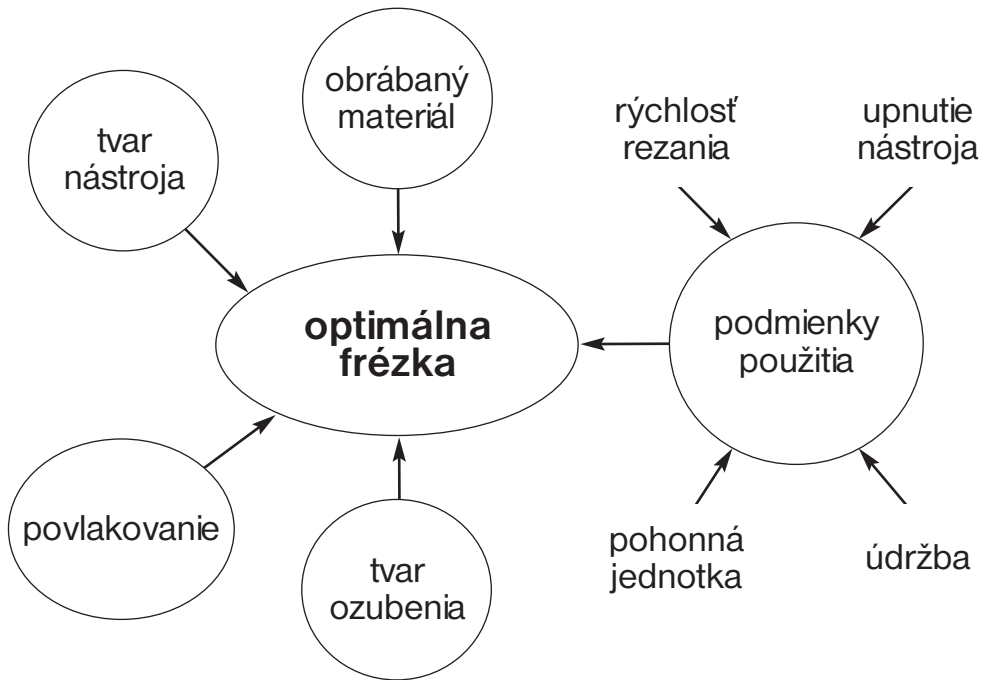 tvar
nástroja
obrábaný
materiál
rýchlosť
rezania
upnutie
nástroja
optimálna
frézka
podmienky
použitia
povlakovanie
tvar
ozubenia
pohonná
jednotka
údržba